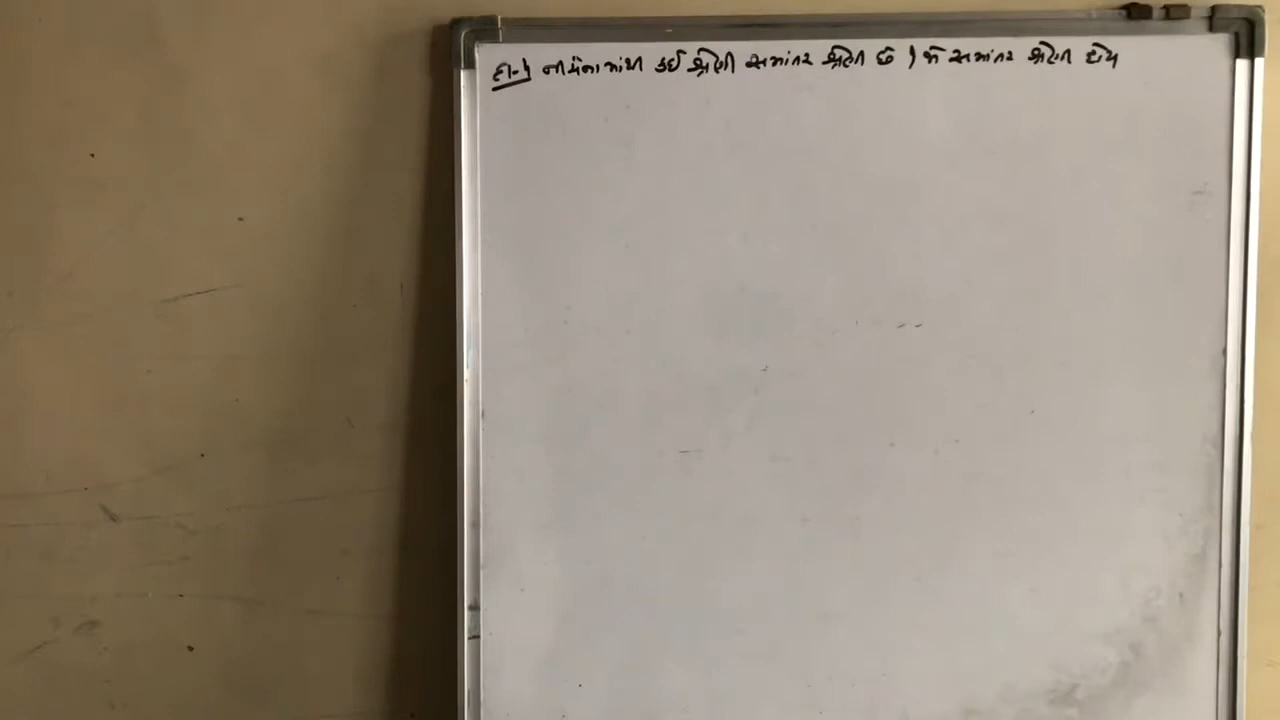 દા-1 નીચેનામાંથી કઈ શ્રેણી સમાંતર શ્રેણી છે ? જો સમાંતર શ્રેણી હોય